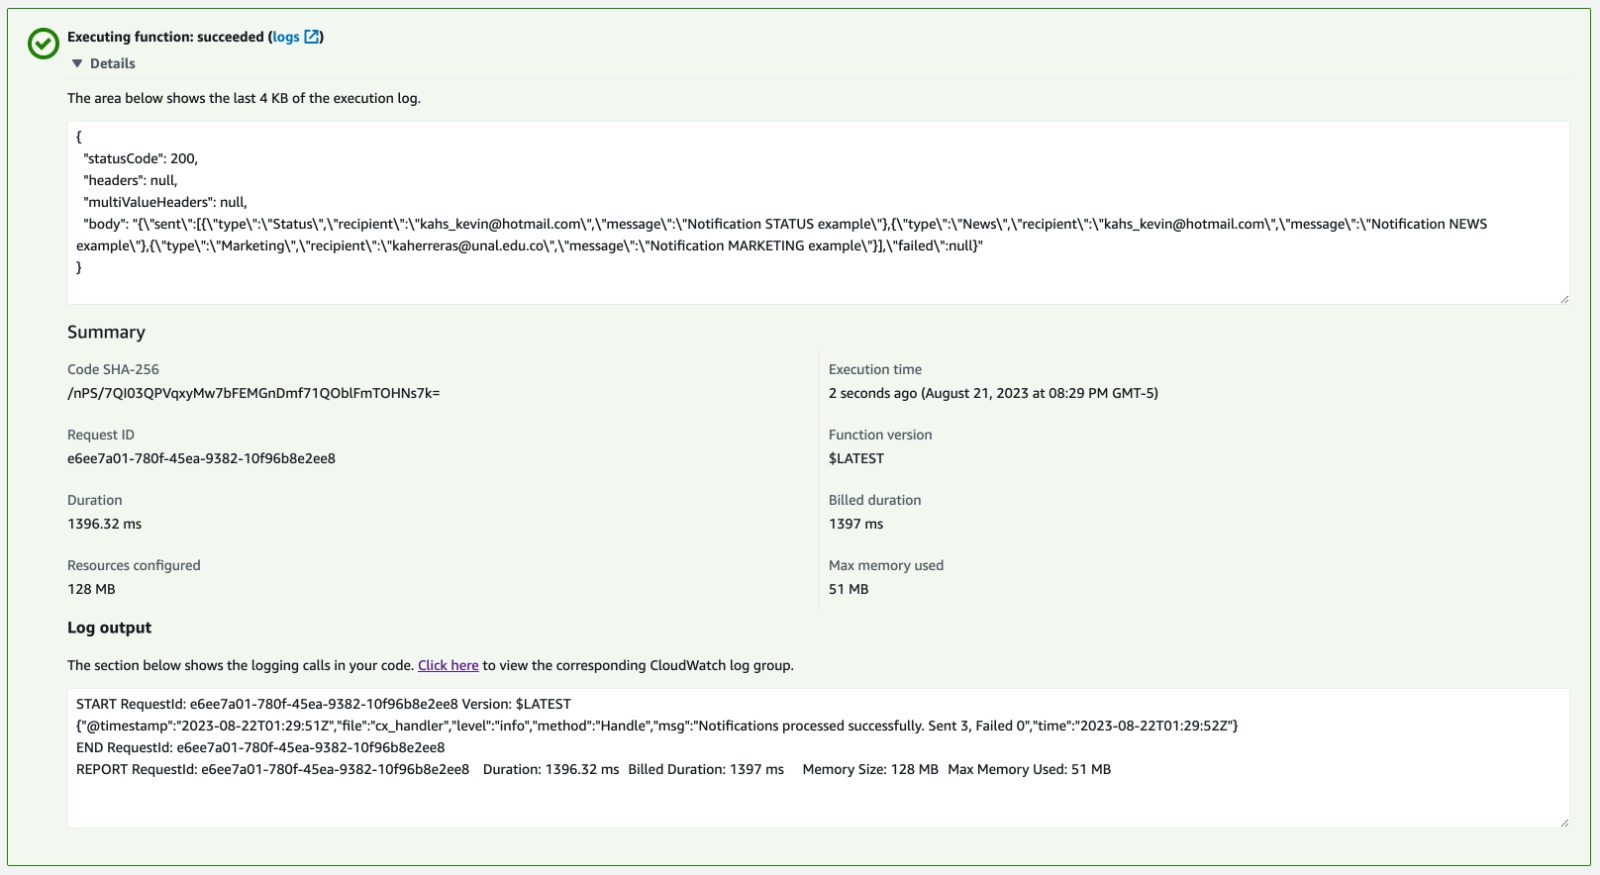 Executing function: succeeded (logs)
Details
The area below shows the last 4 KB of the execution log.
{
"statusCode": 200,
"headers": null,
"multiValueHeaders": null,
"body": "{\"sent\":[{\"type\":\"Status\",\"recipient\":\"kahs_kevin@hotmail.com\",\"message\":\"Notification STATUS example\"},{\"type\":\"News\",\"recipient\":\"kahs_kevin@hotmail.com\",\"message\":\"Notification NEWS
example\"},{\"type\":\"Marketing\",\"recipient\":\"kaherreras@unal.edu.co\",\"message\":\"Notification MARKETING example\"}],\"failed\":null}"
}
Summary
Code SHA-256
/nPS/7QI03QPVqxyMw7bFEMGnDmf71QOblFmTOHNs7k=
Execution time
2 seconds ago (August 21, 2023 at 08:29 PM GMT-5)
Request ID
e6ee7a01-780f-45ea-9382-10f96b8e2ee8
Function version
$LATEST
Duration
1396.32 ms
Billed duration
1397 ms
Resources configured
128 MB
Max memory used
51 MB
Log output
The section below shows the logging calls in your code. Click here to view the corresponding CloudWatch log group.
START RequestId: e6ee7a01-780f-45ea-9382-10f96b8e2ee8 Version: $LATEST
{"@timestamp":"2023-08-22T01:29:51Z","file":"cx_handler","level":"info","method":"Handle","msg":"Notifications processed successfully. Sent 3, Failed 0","time":"2023-08-22T01:29:52Z"}
END RequestId: e6ee7a01-780f-45ea-9382-10f96b8e2ee8
REPORT RequestId: e6ee7a01-780f-45ea-9382-10f96b8e2ee8 Duration: 1396.32 ms Billed Duration: 1397 ms Memory Size: 128 MB Max Memory Used: 51 MB